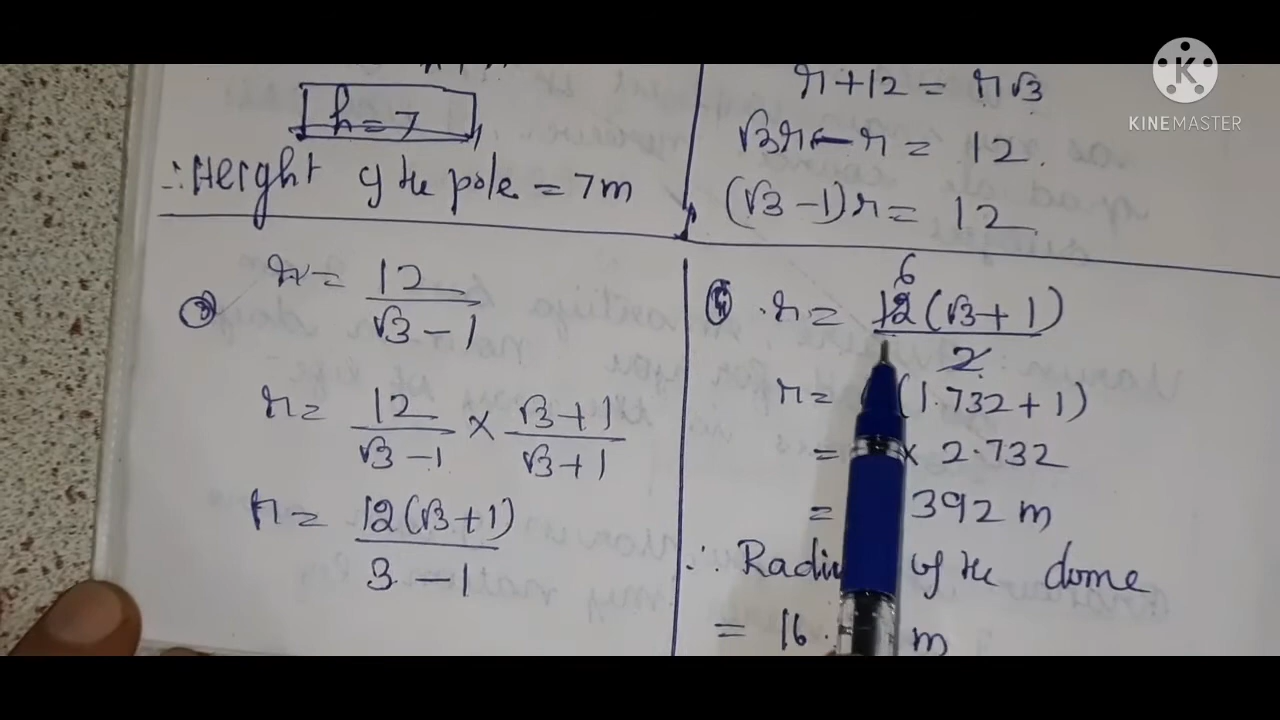 h = 7
∴ Height of the pole = 7m
r + 12 = r√3
√3r - r = 12.
(√3 - 1)r = 12.
③ r = 12 / √3 - 1
r = 12 / √3 - 1 × √3 + 1 / √3 + 1
r = 12(√3 + 1) / 3 - 1
④ r = 12(√3 + 1) / 2
6
r = (1.732 + 1)
= × 2.732
= 392 m
∴ of the dome
= 16. m
K
KINEMASTER